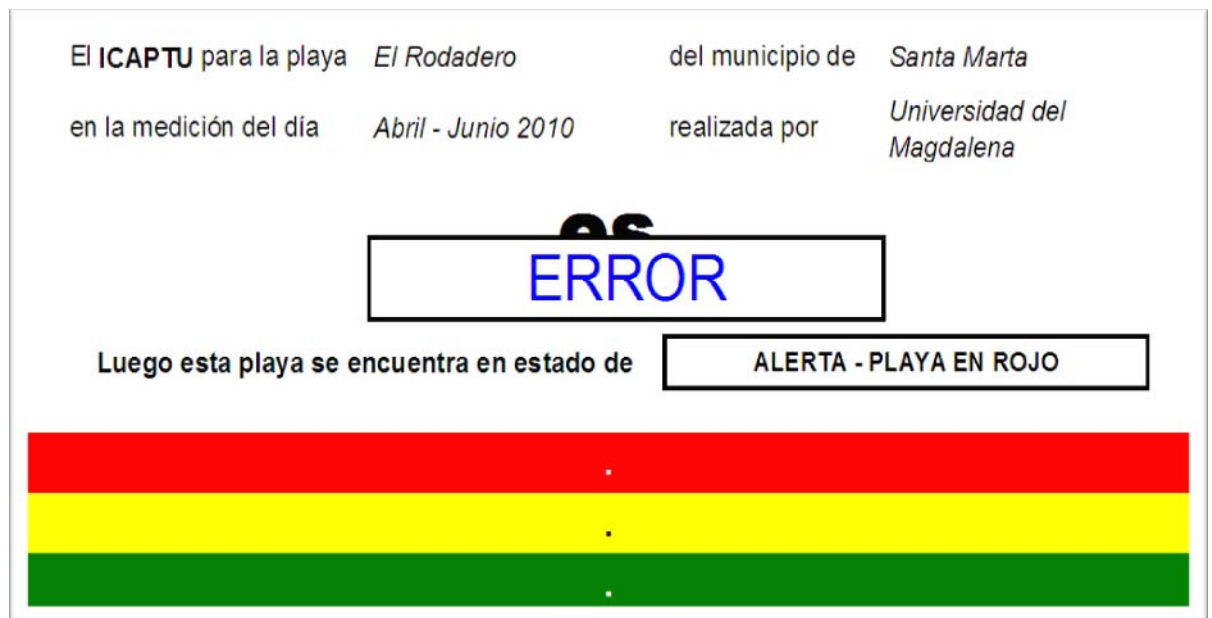 El ICAPTU para la playa El Rodadero del municipio de Santa Marta
en la medición del día Abril - Junio 2010 realizada por Universidad del Magdalena
es
ERROR
Luego esta playa se encuentra en estado de ALERTA - PLAYA EN ROJO
.
.
.